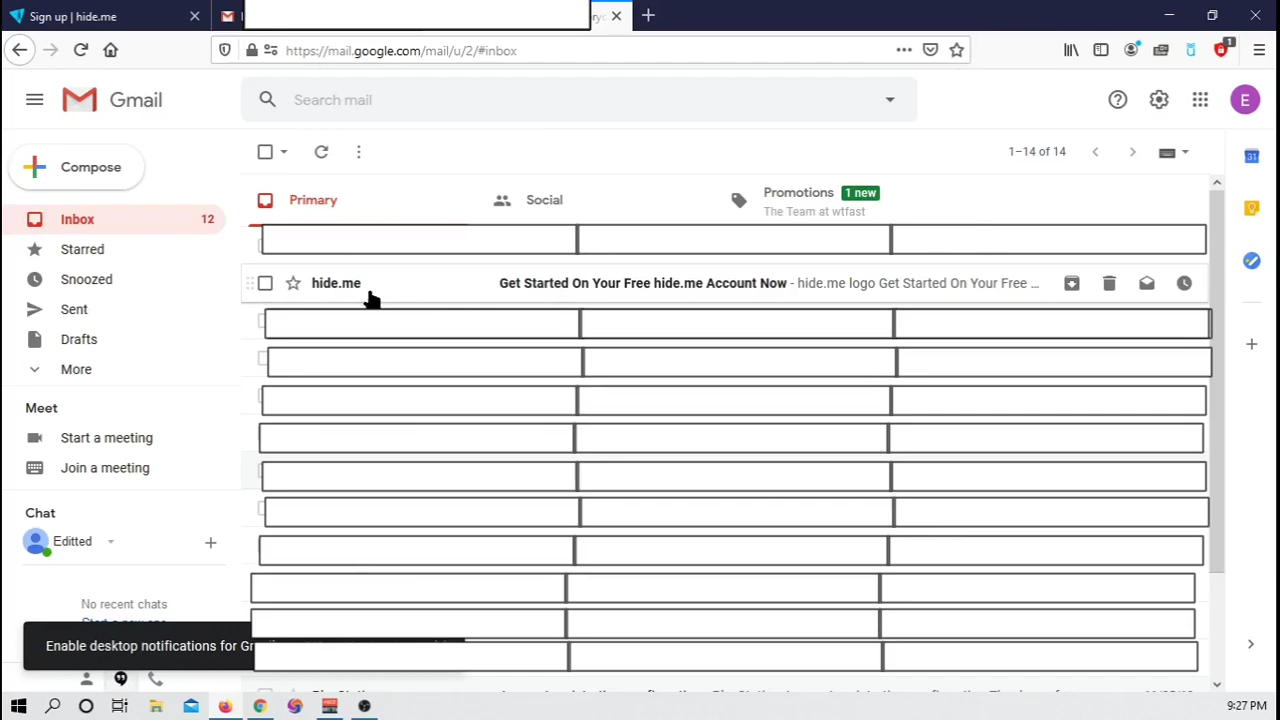 Sign up | hide.me
https://mail.google.com/mail/u/2/#inbox
1
Gmail
Search mail
E
Compose
1–14 of 14
Inbox 12
Primary
Social
Promotions 1 new
The Team at wtfast
31
Starred
Snoozed
hide.me Get Started On Your Free hide.me Account Now - hide.me logo Get Started On Your Free ...
Sent
Drafts
More
Meet
Start a meeting
Join a meeting
Chat
Editted
No recent chats
Enable desktop notifications for
9:27 PM